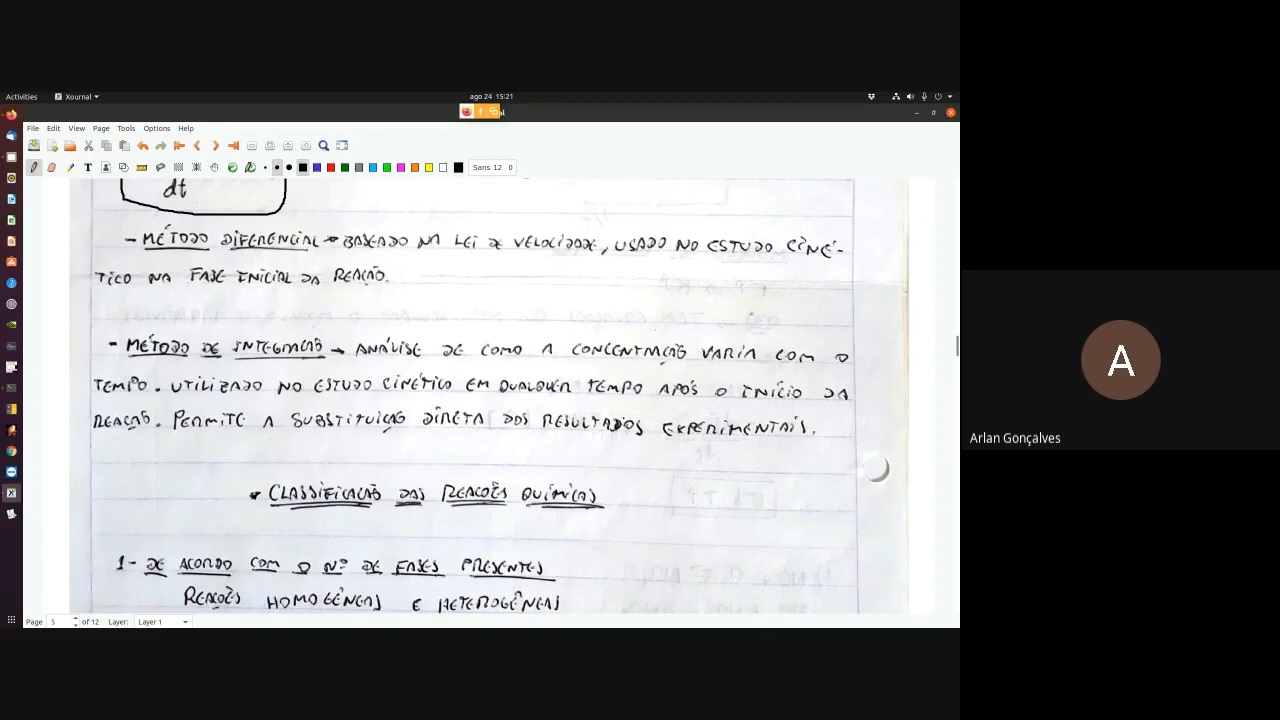 Activities Xournal ago 24 15:21
File Edit View Page Tools Options Help
Sans 12
dt
- MÉTODO DIFERENCIAL → BASEADO NA LEI DE VELOCIDADE, USADO NO ESTUDO CINÉ-
TICO NA FASE INICIAL DA REAÇÃO.
- MÉTODO DE INTEGRAÇÃO → ANÁLISE DE COMO A CONCENTRAÇÃO VARIA COM O
TEMPO. UTILIZADO NO ESTUDO CINÉTICO EM QUALQUER TEMPO APÓS O INÍCIO DA
REAÇÃO. PERMITE A SUBSTITUIÇÃO DIRETA DOS RESULTADOS EXPERIMENTAIS.
CLASSIFICAÇÃO DAS REAÇÕES QUÍMICAS
1- DE ACORDO COM O Nº DE FASES PRESENTES
REAÇÕES HOMOGÊNEAS E HETEROGÊNEAS
Page 5 of 12 Layer: Layer 1
A
Arlan Gonçalves